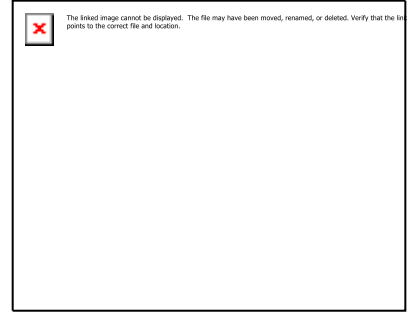 The linked image cannot be displayed. The file may have been moved, renamed, or deleted. Verify that the link
points to the correct file and location.